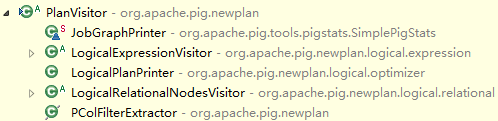 PlanVisitor - org.apache.pig.newplan
JobGraphPrinter - org.apache.pig.tools.pigstats.SimplePigStats
LogicalExpressionVisitor - org.apache.pig.newplan.logical.expression
LogicalPlanPrinter - org.apache.pig.newplan.logical.optimizer
LogicalRelationalNodesVisitor - org.apache.pig.newplan.logical.relational
PColFilterExtractor - org.apache.pig.newplan